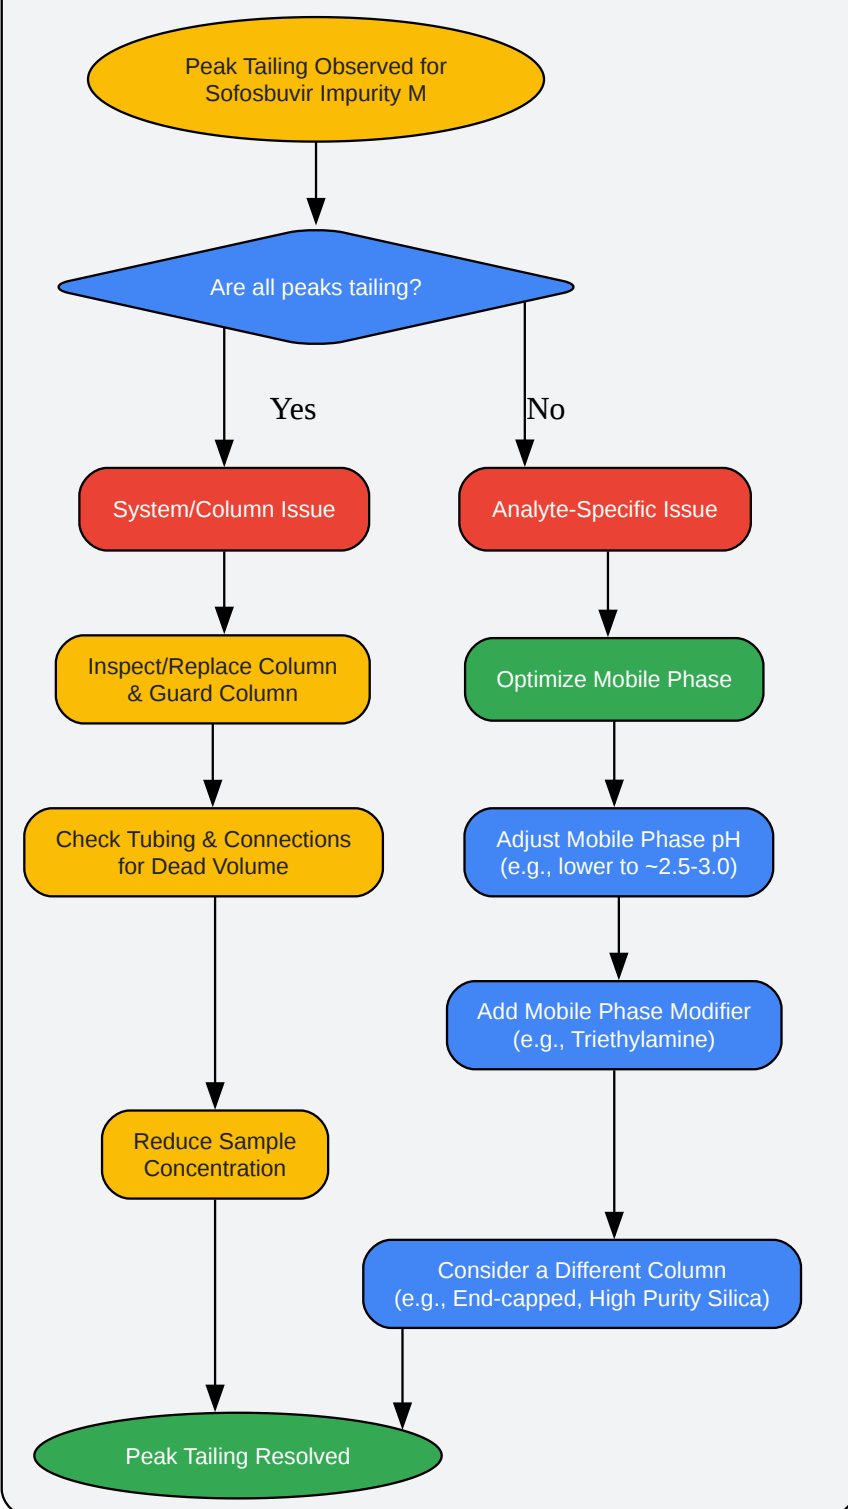 Peak Tailing Observed for
Sofosbuvir Impurity M
Are all peaks tailing?
Yes
No
System/Column Issue
Analyte-Specific Issue
Inspect/Replace Column
& Guard Column
Optimize Mobile Phase
Check Tubing & Connections
for Dead Volume
Adjust Mobile Phase pH
(e.g., lower to ~2.5-3.0)
Add Mobile Phase Modifier
(e.g., Triethylamine)
Reduce Sample
Concentration
Consider a Different Column
(e.g., End-capped, High Purity Silica)
Peak Tailing Resolved